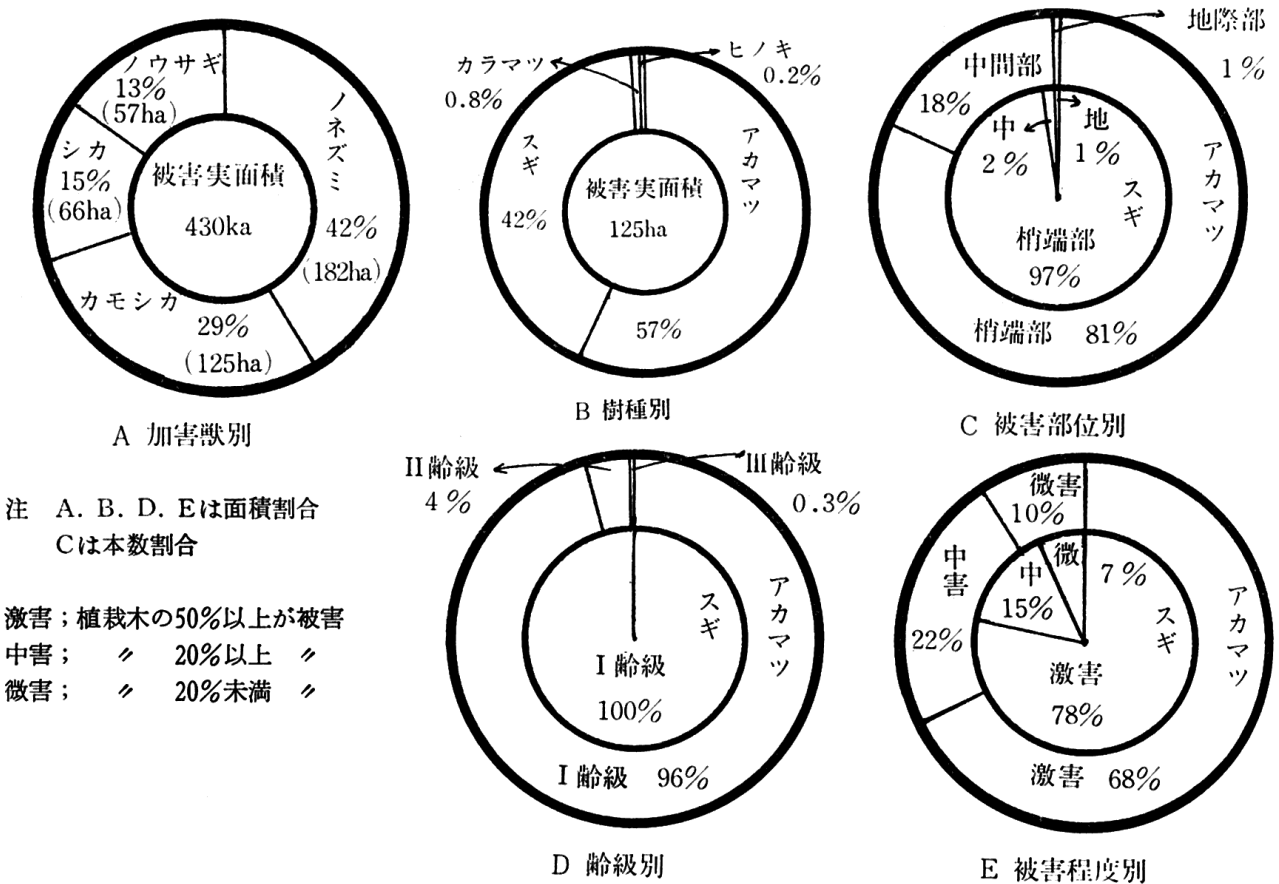 ノウサギ
13%
(57ha)
シカ
15%
(66ha)
カモシカ
29%
(125ha)
ノネズミ
42%
(182ha)
被害実面積
430ka
A 加害獣別
カラマツ
0.8%
ヒノキ
0.2%
スギ
42%
アカマツ
57%
被害実面積
125ha
B 樹種別
地際部
1%
中間部
18%
中
2%
地
1%
スギ
アカマツ
梢端部
97%
梢端部 81%
C 被害部位別
注 A. B. D. Eは面積割合
Cは本数割合
激害；植栽木の50%以上が被害
中害； 〃 20%以上 〃
微害； 〃 20%未満 〃
II齢級
4%
III齢級
0.3%
スギ
アカマツ
I齢級
100%
I齢級 96%
D 齢級別
微害
10%
中害
22%
中
15%
微
7%
スギ
アカマツ
激害
78%
激害 68%
E 被害程度別